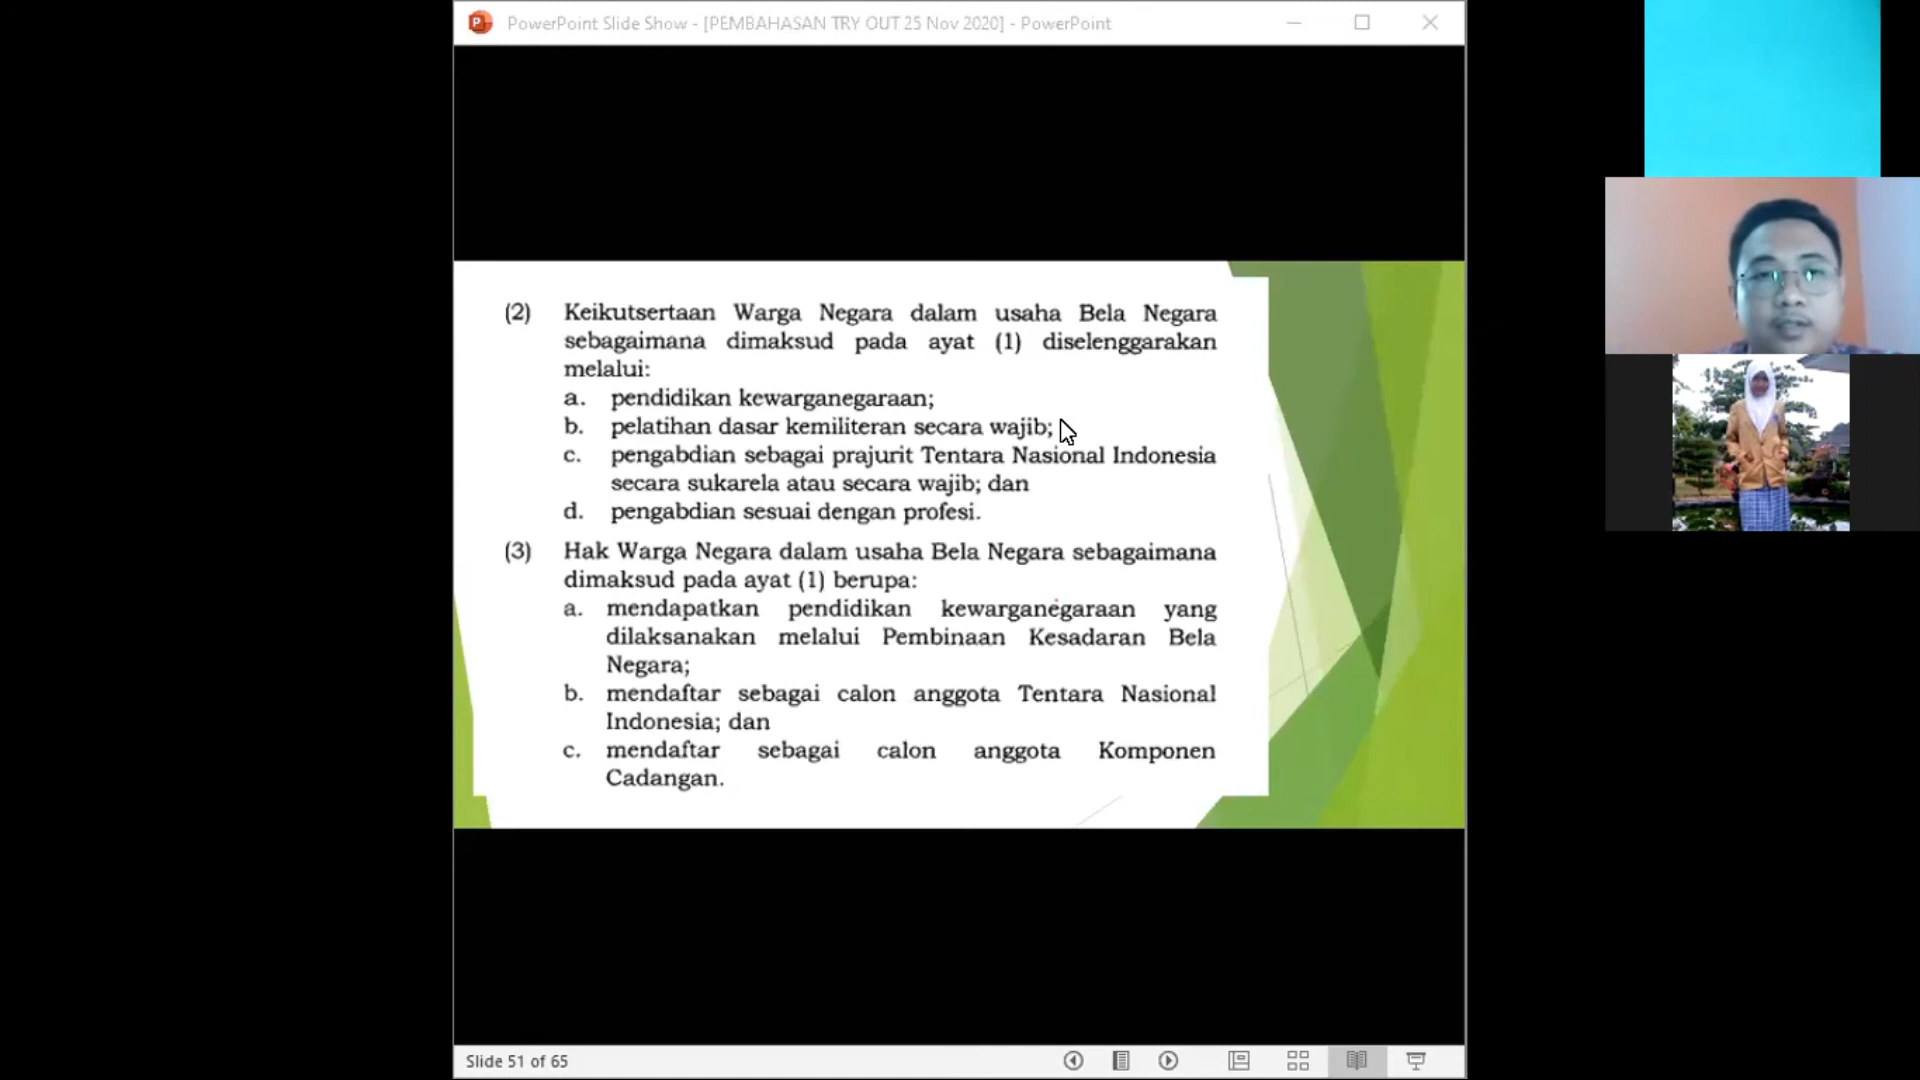 PowerPoint Slide Show - [PEMBAHASAN TRY OUT 25 Nov 2020] - PowerPoint
(2) Keikutsertaan Warga Negara dalam usaha Bela Negara
sebagaimana dimaksud pada ayat (1) diselenggarakan
melalui:
a. pendidikan kewarganegaraan;
b. pelatihan dasar kemiliteran secara wajib;
c. pengabdian sebagai prajurit Tentara Nasional Indonesia
secara sukarela atau secara wajib; dan
d. pengabdian sesuai dengan profesi.
(3) Hak Warga Negara dalam usaha Bela Negara sebagaimana
dimaksud pada ayat (1) berupa:
a. mendapatkan pendidikan kewarganegaraan yang
dilaksanakan melalui Pembinaan Kesadaran Bela
Negara;
b. mendaftar sebagai calon anggota Tentara Nasional
Indonesia; dan
c. mendaftar sebagai calon anggota Komponen
Cadangan.
Slide 51 of 65